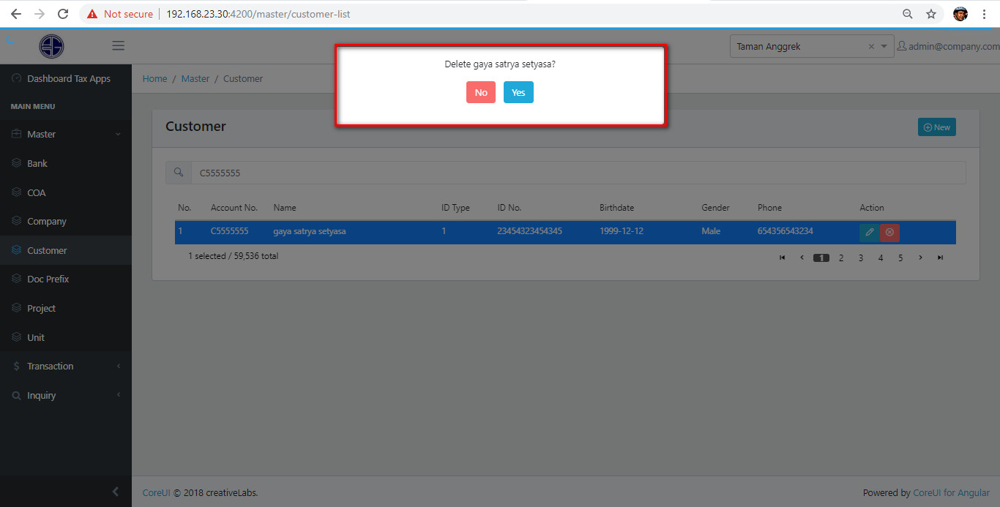 Not secure | 192.168.23.30:4200/master/customer-list
Taman Anggrek
admin@company.com
Delete gaya satrya setyasa?
No Yes
Dashboard Tax Apps
MAIN MENU
Master
Bank
COA
Company
Customer
Doc Prefix
Project
Unit
Transaction
Inquiry
Home / Master / Customer
Customer
New
C5555555
No. Account No. Name ID Type ID No. Birthdate Gender Phone Action
1 C5555555 gaya satrya setyasa 1 23454323454345 1999-12-12 Male 654356543234
1 selected / 59,536 total
1 2 3 4 5
CoreUI © 2018 creativeLabs.
Powered by CoreUI for Angular